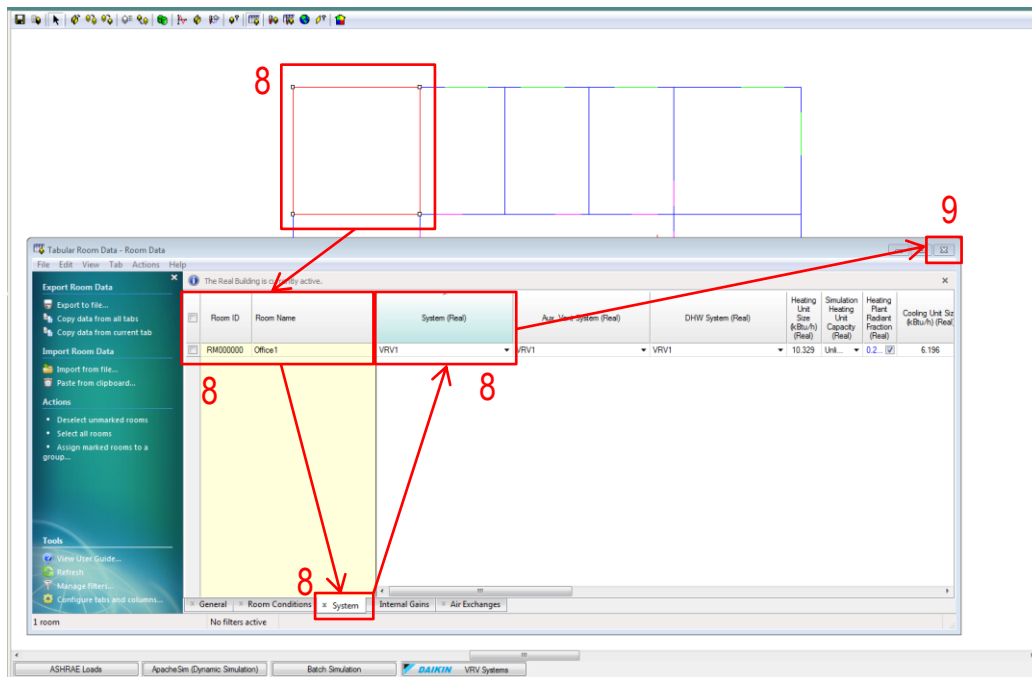 8
9
Tabular Room Data - Room Data
File Edit View Tab Actions Help
Export Room Data
The Real Building is currently active.
Export to file...
Copy data from all tabs
Copy data from current tab
Import Room Data
Import from file...
Paste from clipboard...
Actions
Deselect unmarked rooms
Select all rooms
Assign marked rooms to a
group...
Tools
View User Guide...
Refresh
Manage filters...
Configure tabs and columns...
Room ID
Room Name
System (Real)
Aux. Vent System (Real)
DHW System (Real)
Heating
Unit
Size
(kBtu/h)
(Real)
Simulation
Heating
Unit
Capacity
(Real)
Heating
Plant
Radiant
Fraction
(Real)
Cooling Unit Siz
(kBtu/h) (Real
RM000000 Office1 VRV1 VRV1 VRV1 10.329 Unli... 0.2... 6.196
8
8
8
General Room Conditions System Internal Gains Air Exchanges
1 room No filters active
ASHRAE Loads ApacheSim (Dynamic Simulation) Batch Simulation DAIKIN VRV Systems